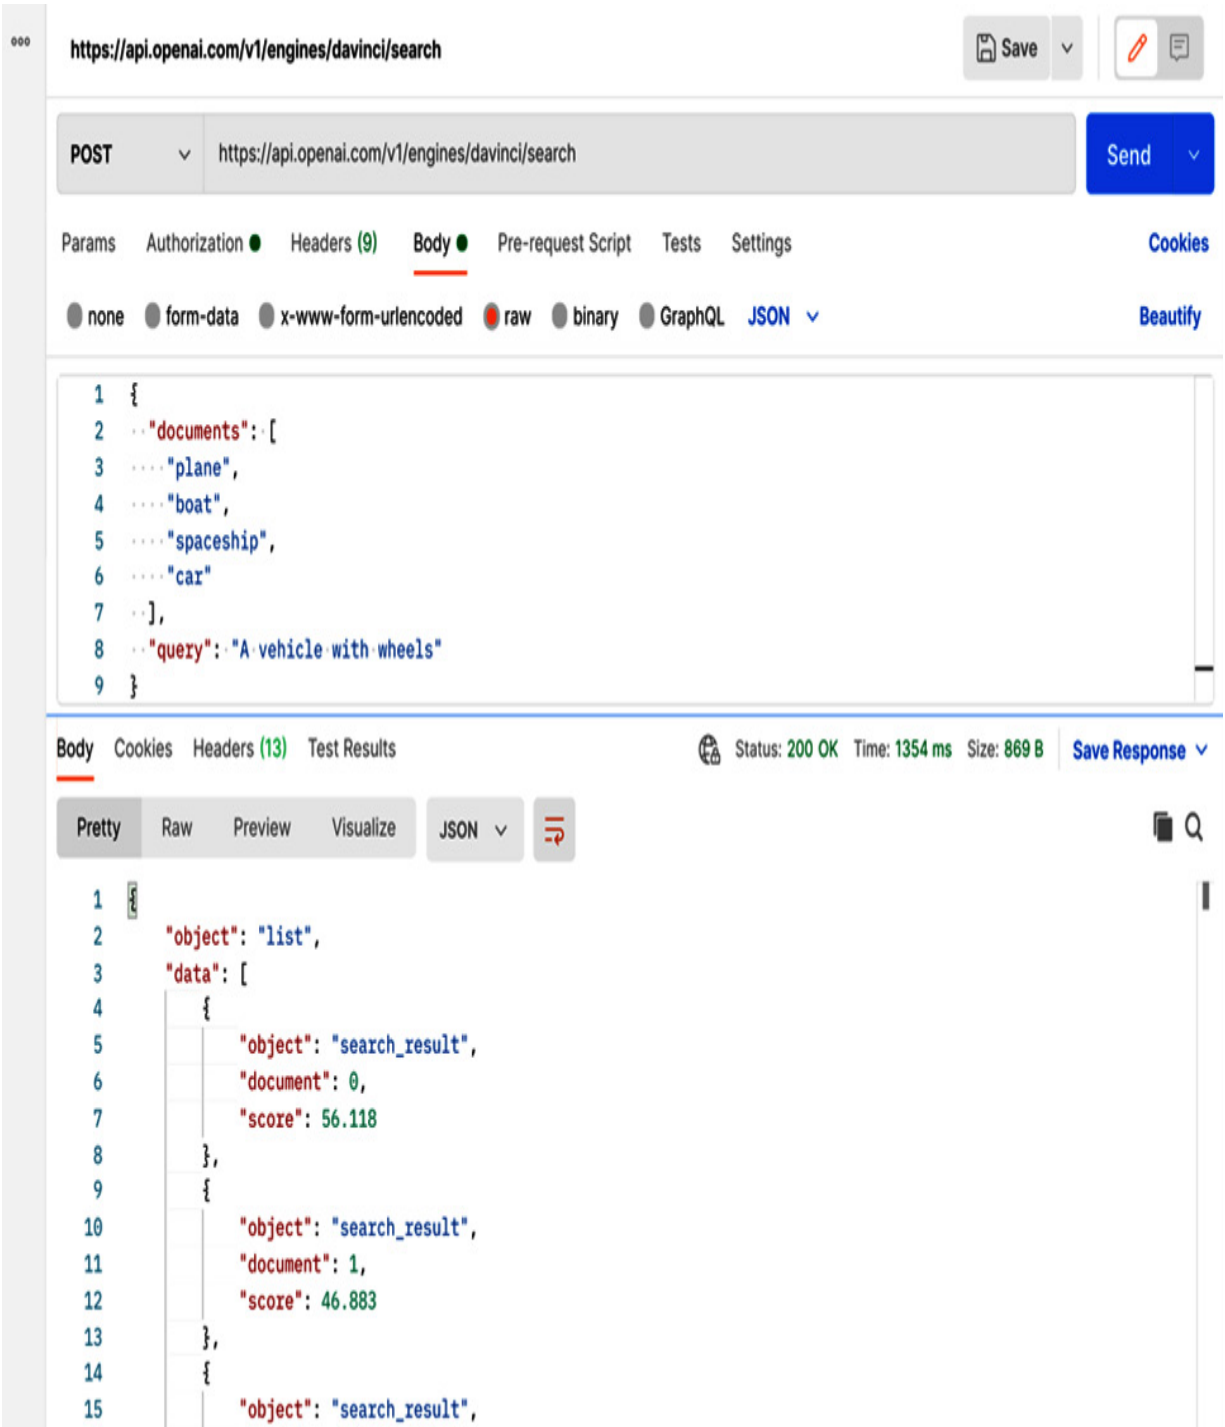 https://api.openai.com/v1/engines/davinci/search Save
POST https://api.openai.com/v1/engines/davinci/search Send
Params Authorization Headers (9) Body Pre-request Script Tests Settings Cookies
none form-data x-www-form-urlencoded raw binary GraphQL JSON Beautify
1 {
2 "documents": [
3 "plane",
4 "boat",
5 "spaceship",
6 "car"
7 ],
8 "query": "A vehicle with wheels"
9 }
Body Cookies Headers (13) Test Results Status: 200 OK Time: 1354 ms Size: 869 B Save Response
Pretty Raw Preview Visualize JSON
1 {
2 "object": "list",
3 "data": [
4 {
5 "object": "search_result",
6 "document": 0,
7 "score": 56.118
8 },
9 {
10 "object": "search_result",
11 "document": 1,
12 "score": 46.883
13 },
14 {
15 "object": "search_result",